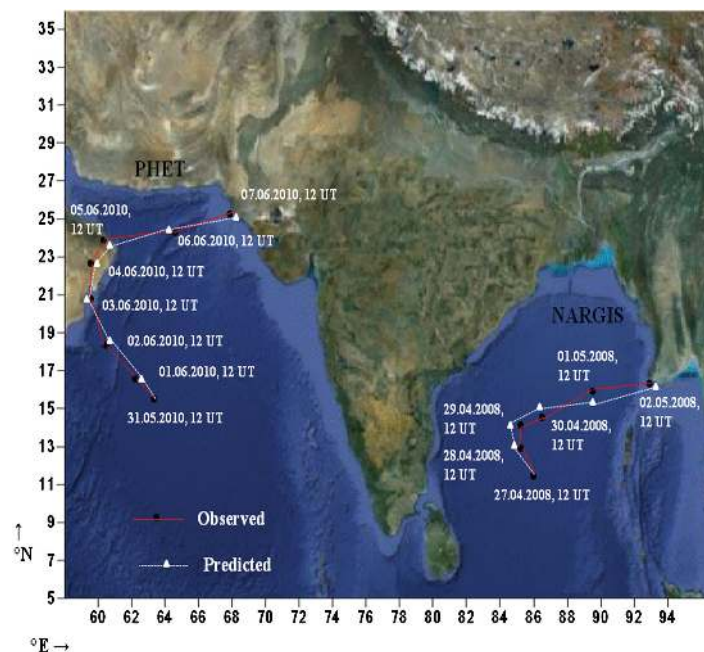 35
33
31
29
27
25
23
21
19
17
15
13
11
9
7
5
↑
°N
PHET
07.06.2010, 12 UT
05.06.2010,
12 UT
06.06.2010, 12 UT
04.06.2010, 12 UT
03.06.2010, 12 UT
02.06.2010, 12 UT
01.06.2010, 12 UT
31.05.2010, 12 UT
NARGIS
01.05.2008,
12 UT
02.05.2008,
12 UT
29.04.2008,
12 UT
30.04.2008,
12 UT
28.04.2008,
12 UT
27.04.2008, 12 UT
Observed
Predicted
60 62 64 66 68 70 72 74 76 78 80 82 84 86 88 90 92 94
°E →